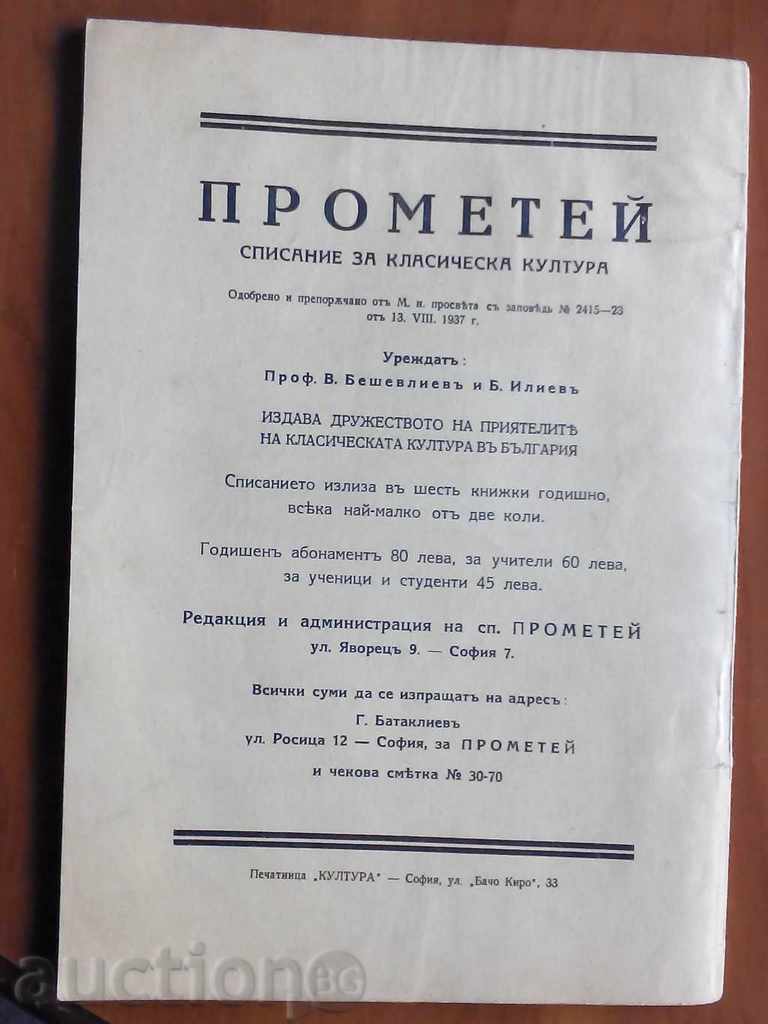 ПРОМЕТЕЙ
СПИСАНИЕ ЗА КЛАСИЧЕСКА КУЛТУРА
Одобрено и препорѫчано отъ М. н. просвѣта съ заповѣдь № 2415—23
отъ 13. VIII. 1937 г.
Уреждатъ:
Проф. В. Бешевлиевъ и Б. Илиевъ
ИЗДАВА ДРУЖЕСТВОТО НА ПРИЯТЕЛИТѢ
НА КЛАСИЧЕСКАТА КУЛТУРА ВЪ БЪЛГАРИЯ
Списанието излиза въ шесть книжки годишно,
всѣка най-малко отъ две коли.
Годишенъ абонаментъ 80 лева, за учители 60 лева,
за ученици и студенти 45 лева.
Редакция и администрация на сп. ПРОМЕТЕЙ
ул. Яворецъ 9. — София 7.
Всички суми да се изпращатъ на адресъ:
Г. Батаклиевъ
ул. Росица 12 — София, за ПРОМЕТЕЙ
и чекова смѣтка № 30-70
Печатница „КУЛТУРА“ — София, ул. „Бачо Киро“, 33
auctionBG